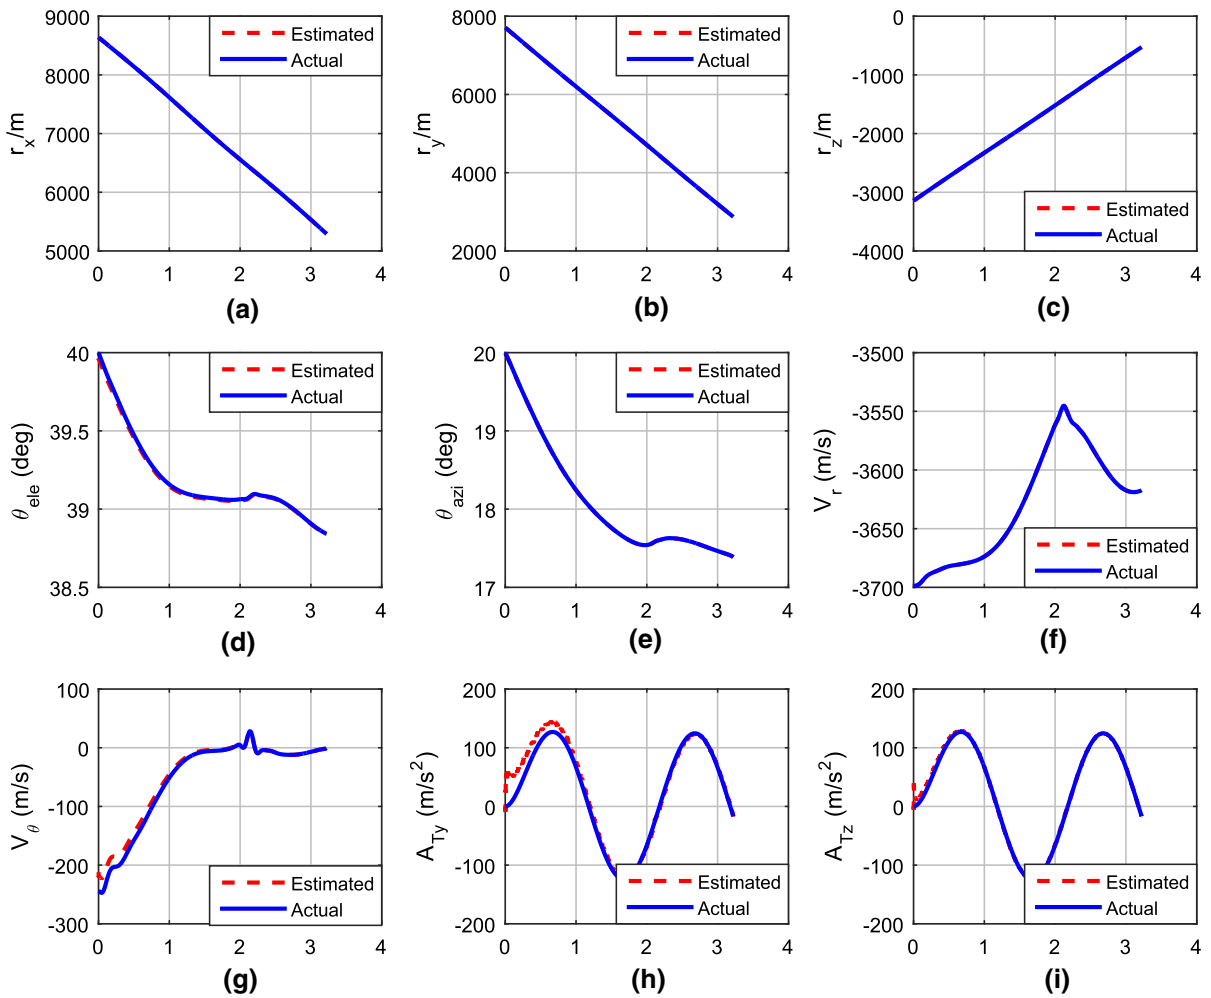 9000
8000
7000
6000
5000
r_x/m
0 1 2 3 4
Estimated
Actual
(a)
8000
6000
4000
2000
r_y/m
0 1 2 3 4
Estimated
Actual
(b)
0
-1000
-2000
-3000
-4000
r_z/m
0 1 2 3 4
Estimated
Actual
(c)
40
39.5
39
38.5
θ_ele (deg)
0 1 2 3 4
Estimated
Actual
(d)
20
19
18
17
θ_azi (deg)
0 1 2 3 4
Estimated
Actual
(e)
-3500
-3550
-3600
-3650
-3700
V_r (m/s)
0 1 2 3 4
Estimated
Actual
(f)
100
0
-100
-200
-300
V_θ (m/s)
0 1 2 3 4
Estimated
Actual
(g)
200
100
0
-100
-200
A_Ty (m/s²)
0 1 2 3 4
Estimated
Actual
(h)
200
100
0
-100
-200
A_Tz (m/s²)
0 1 2 3 4
Estimated
Actual
(i)